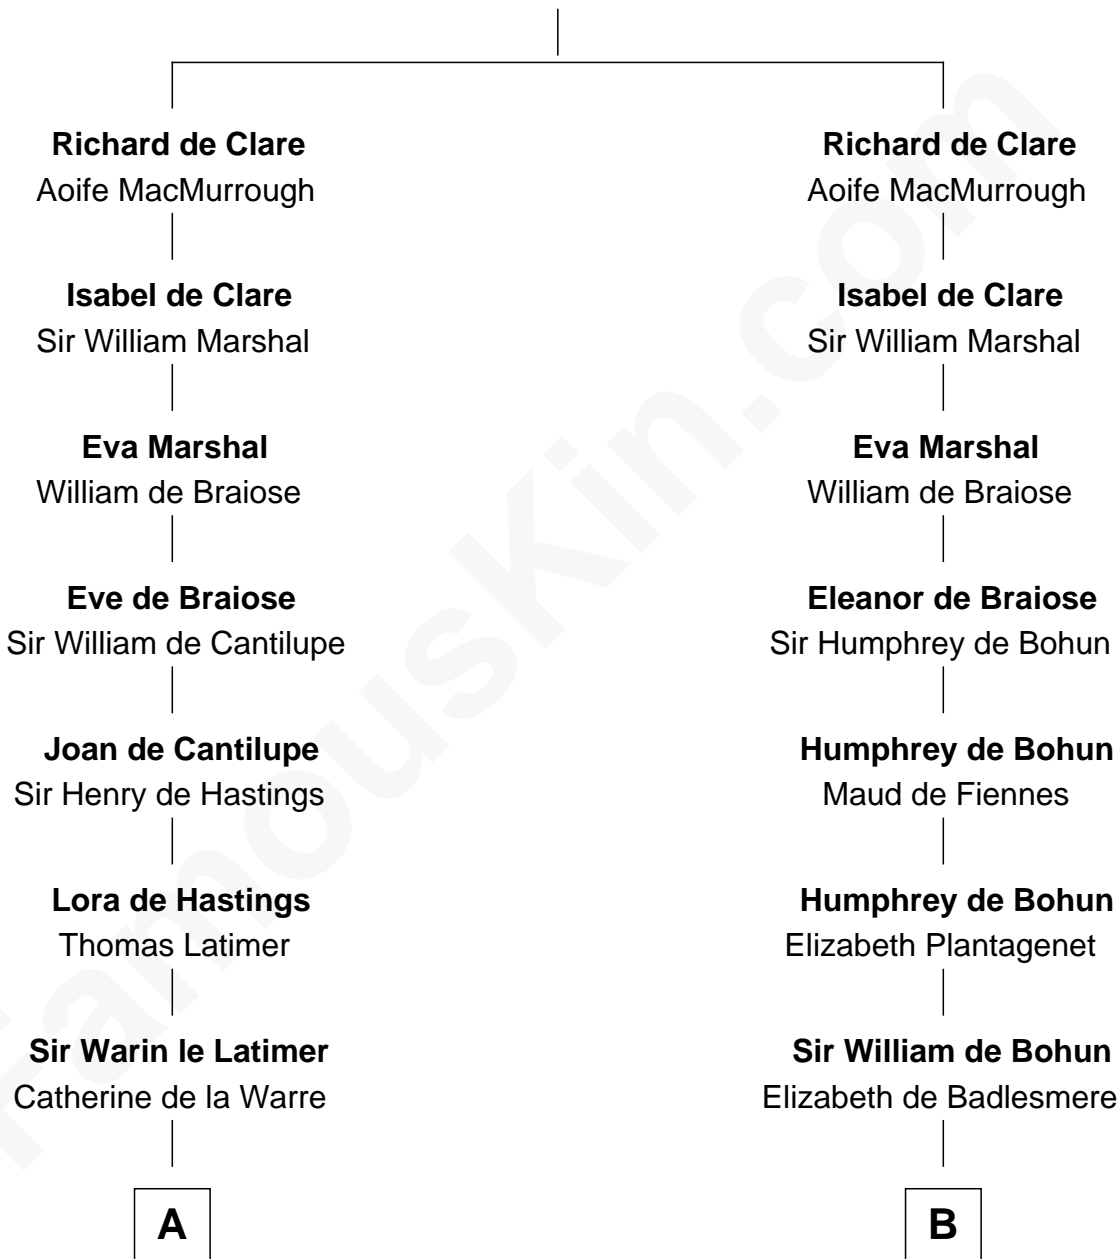 Richard de Clare
Aoife MacMurrough
Isabel de Clare
Sir William Marshal
Eva Marshal
William de Braiose
Eve de Braiose
Sir William de Cantilupe
Joan de Cantilupe
Sir Henry de Hastings
Lora de Hastings
Thomas Latimer
Sir Warin le Latimer
Catherine de la Warre
A
Richard de Clare
Aoife MacMurrough
Isabel de Clare
Sir William Marshal
Eva Marshal
William de Braiose
Eleanor de Braiose
Sir Humphrey de Bohun
Humphrey de Bohun
Maud de Fiennes
Humphrey de Bohun
Elizabeth Plantagenet
Sir William de Bohun
Elizabeth de Badlesmere
B
FamousKin.com